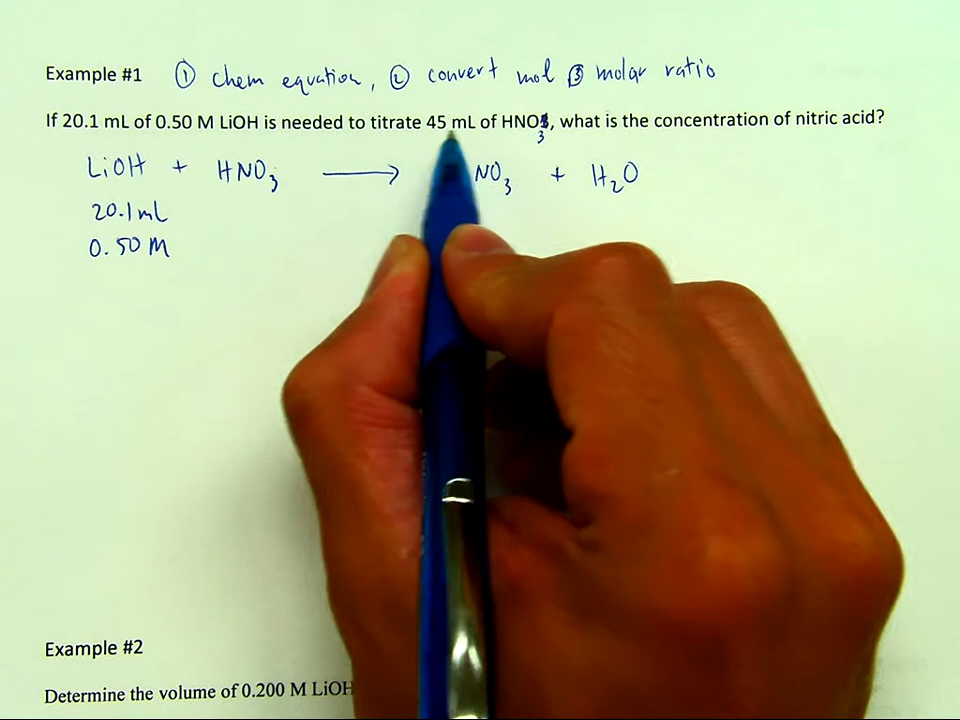 Example #1 ① chem equation, ② convert mol ③ molar ratio
If 20.1 mL of 0.50 M LiOH is needed to titrate 45 mL of HNO3, what is the concentration of nitric acid?
LiOH + HNO3 ⟶ NO3 + H2O
20.1 mL
0.50 M
Example #2
Determine the volume of 0.200 M LiOH